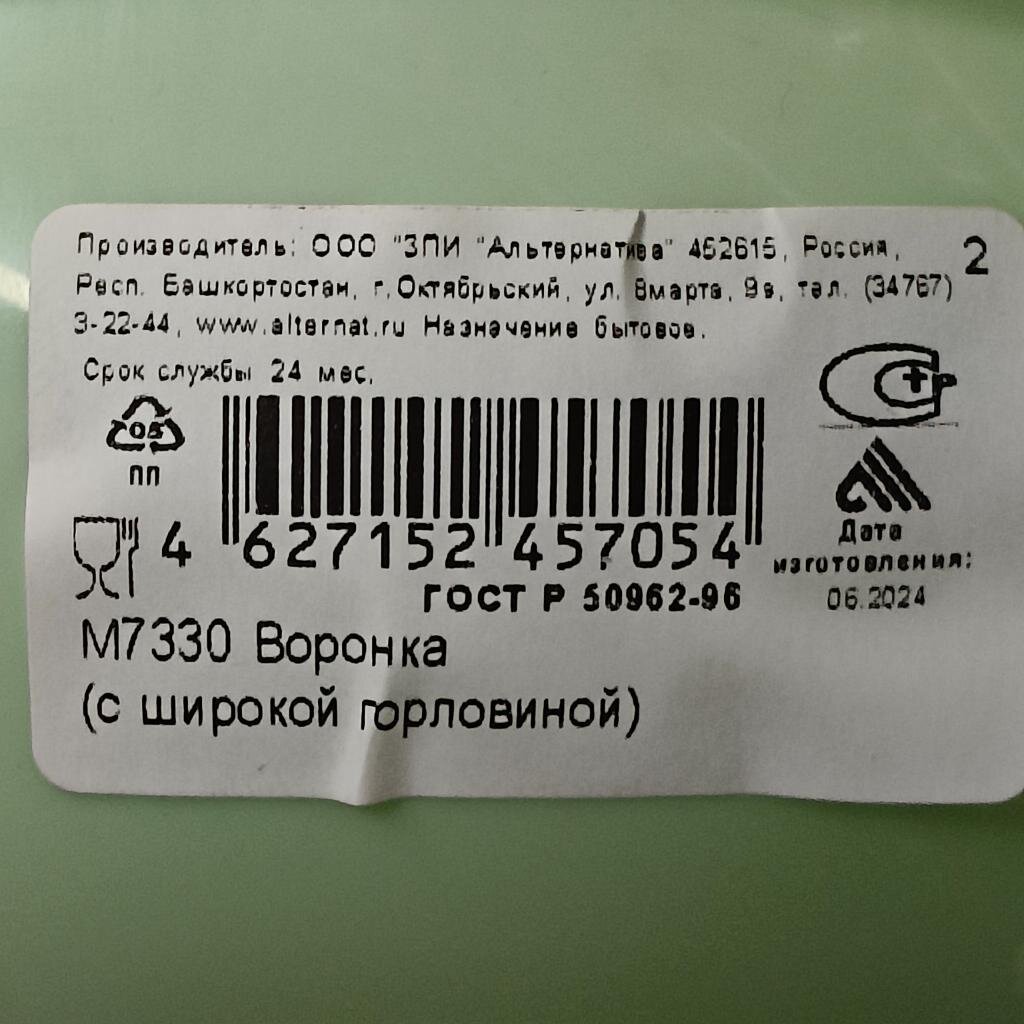 Производитель: ООО "ЗПИ "Альтернатива" 452615, Россия,
2
Респ. Башкортостан, г.Октябрьский, ул. 8марта, 9а, тел. (34767)
3-22-44, www.alternat.ru Назначение бытовое.
Срок службы 24 мес.
05
ПП
4 627152 457054
Дата
изготовления:
06.2024
ГОСТ Р 50962-96
М7330 Воронка
(с широкой горловиной)